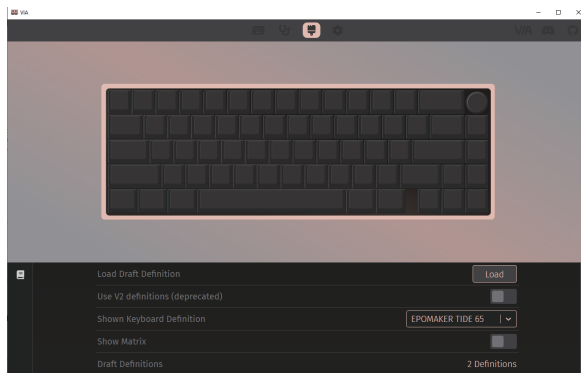 VIA
VIA
Load Draft Definition
Load
Use V2 definitions (deprecated)
Shown Keyboard Definition
EPOMAKER TIDE 65
Show Matrix
Draft Definitions
2 Definitions